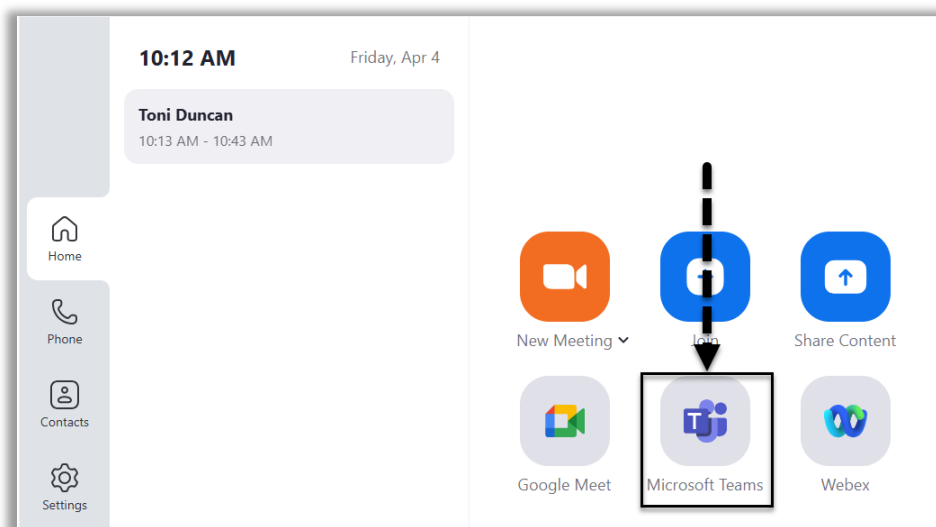 10:12 AM
Friday, Apr 4
Toni Duncan
10:13 AM - 10:43 AM
Home
Phone
Contacts
Settings
New Meeting
Join
Share Content
Google Meet
T
Microsoft Teams
Webex